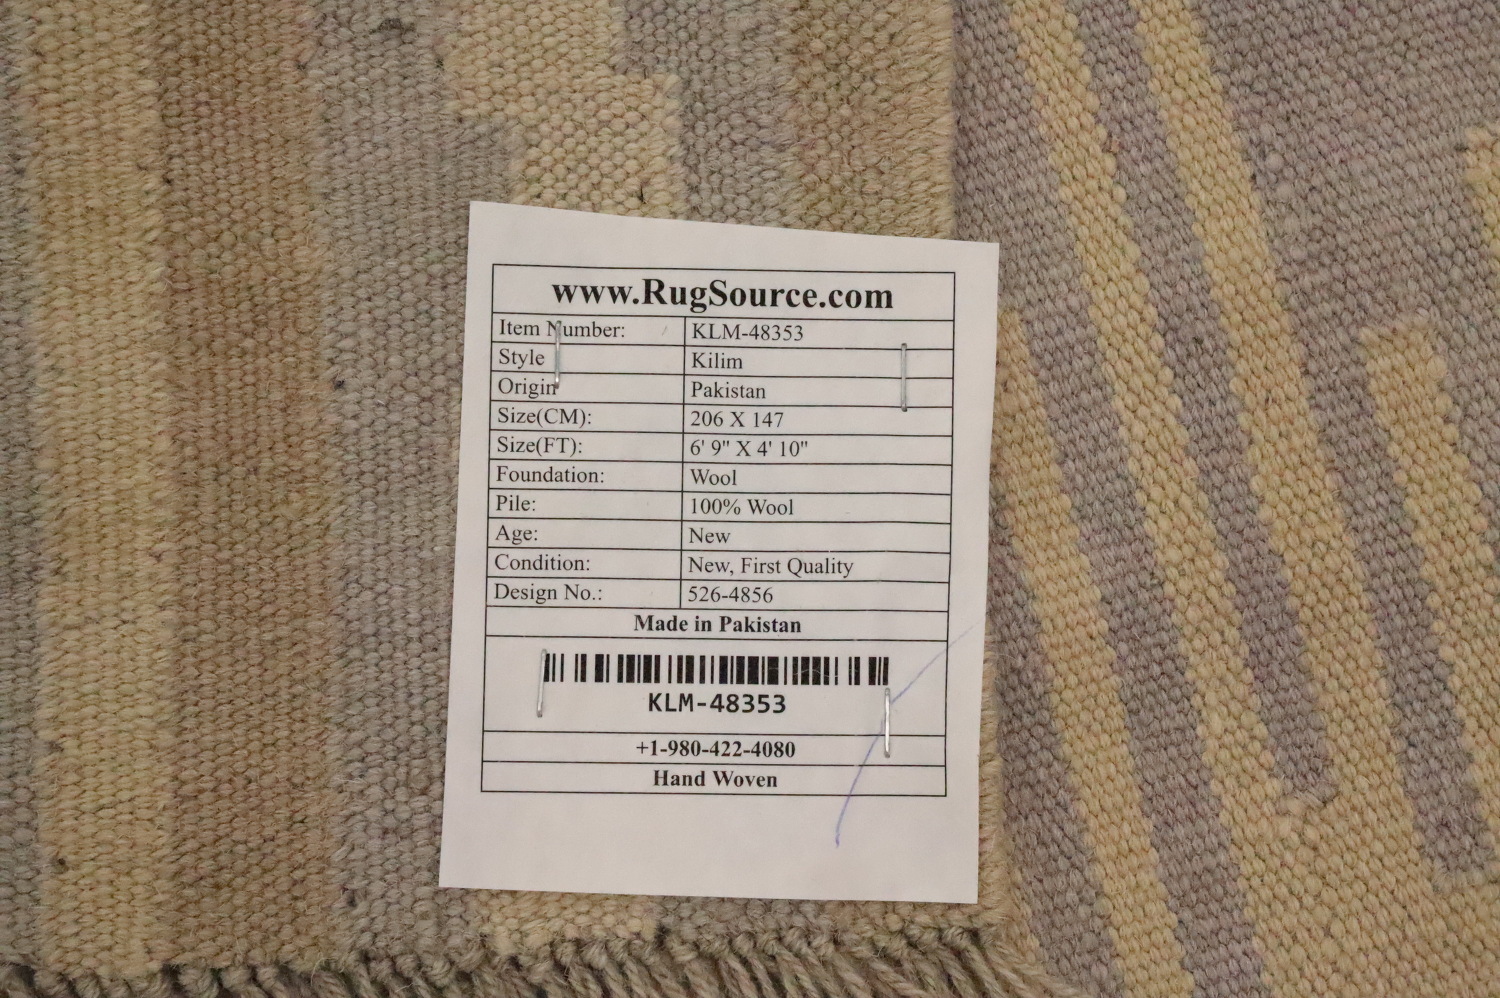 www.RugSource.com
Item Number: KLM-48353
Style Kilim
Origin Pakistan
Size(CM): 206 X 147
Size(FT): 6' 9" X 4' 10"
Foundation: Wool
Pile: 100% Wool
Age: New
Condition: New, First Quality
Design No.: 526-4856
Made in Pakistan
KLM-48353
+1-980-422-4080
Hand Woven